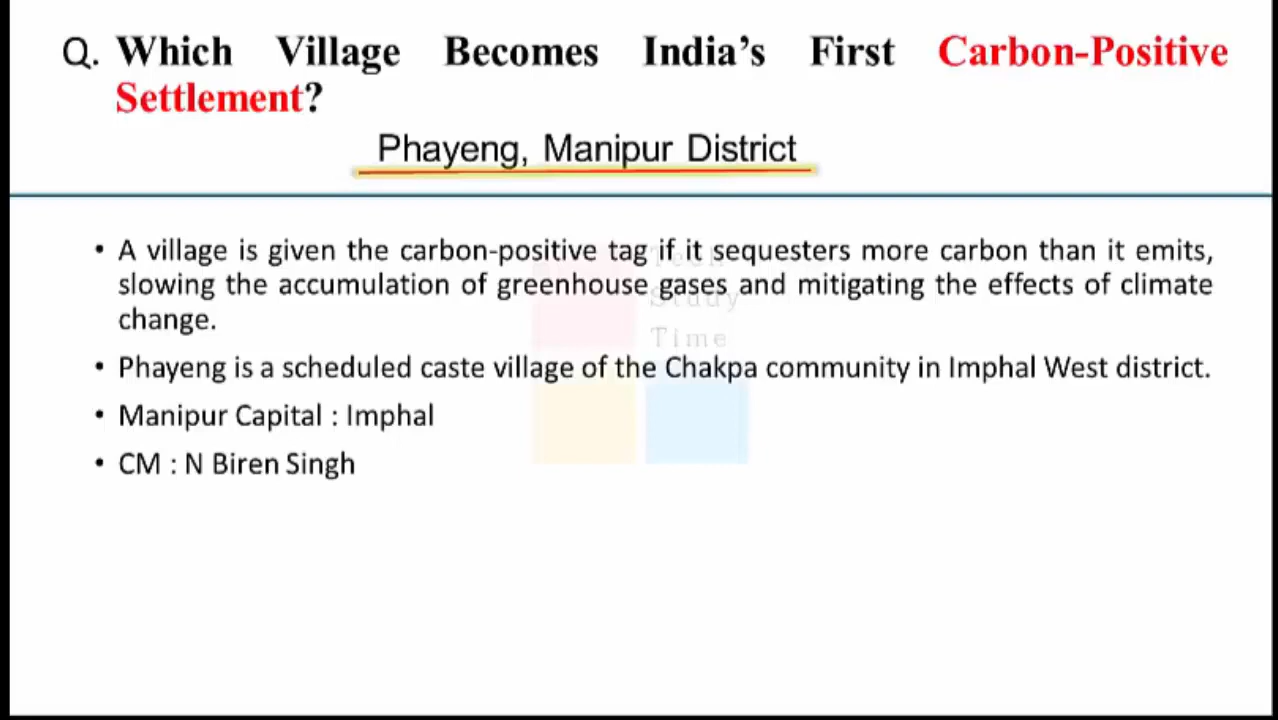 Q. Which Village Becomes India’s First Carbon-Positive
Settlement?
Phayeng, Manipur District
• A village is given the carbon-positive tag if it sequesters more carbon than it emits,
slowing the accumulation of greenhouse gases and mitigating the effects of climate
change.
• Phayeng is a scheduled caste village of the Chakpa community in Imphal West district.
• Manipur Capital : Imphal
• CM : N Biren Singh
Tech
Study
Time